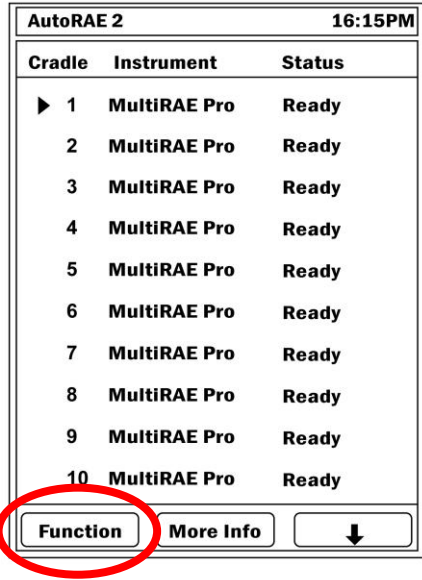 AutoRAE 2 16:15PM
Cradle Instrument Status
1 MultiRAE Pro Ready
2 MultiRAE Pro Ready
3 MultiRAE Pro Ready
4 MultiRAE Pro Ready
5 MultiRAE Pro Ready
6 MultiRAE Pro Ready
7 MultiRAE Pro Ready
8 MultiRAE Pro Ready
9 MultiRAE Pro Ready
10 MultiRAE Pro Ready
Function More Info